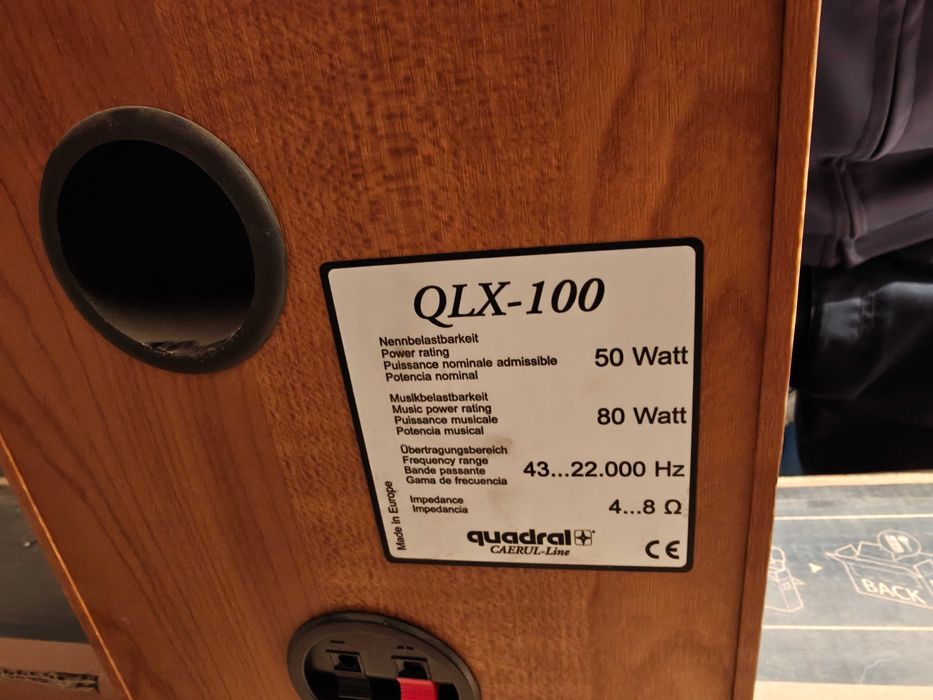 QLX-100
Nennbelastbarkeit
Power rating
Puissance nominale admissible
Potencia nominal
50 Watt
Musikbelastbarkeit
Music power rating
Puissance musicale
Potencia musical
80 Watt
Übertragungsbereich
Frequency range
Bande passante
Gama de frecuencia
43...22.000 Hz
Impedance
Impedancia
4...8 Ω
Made in Europe
quadral
CAERUL-Line
CE
BACK